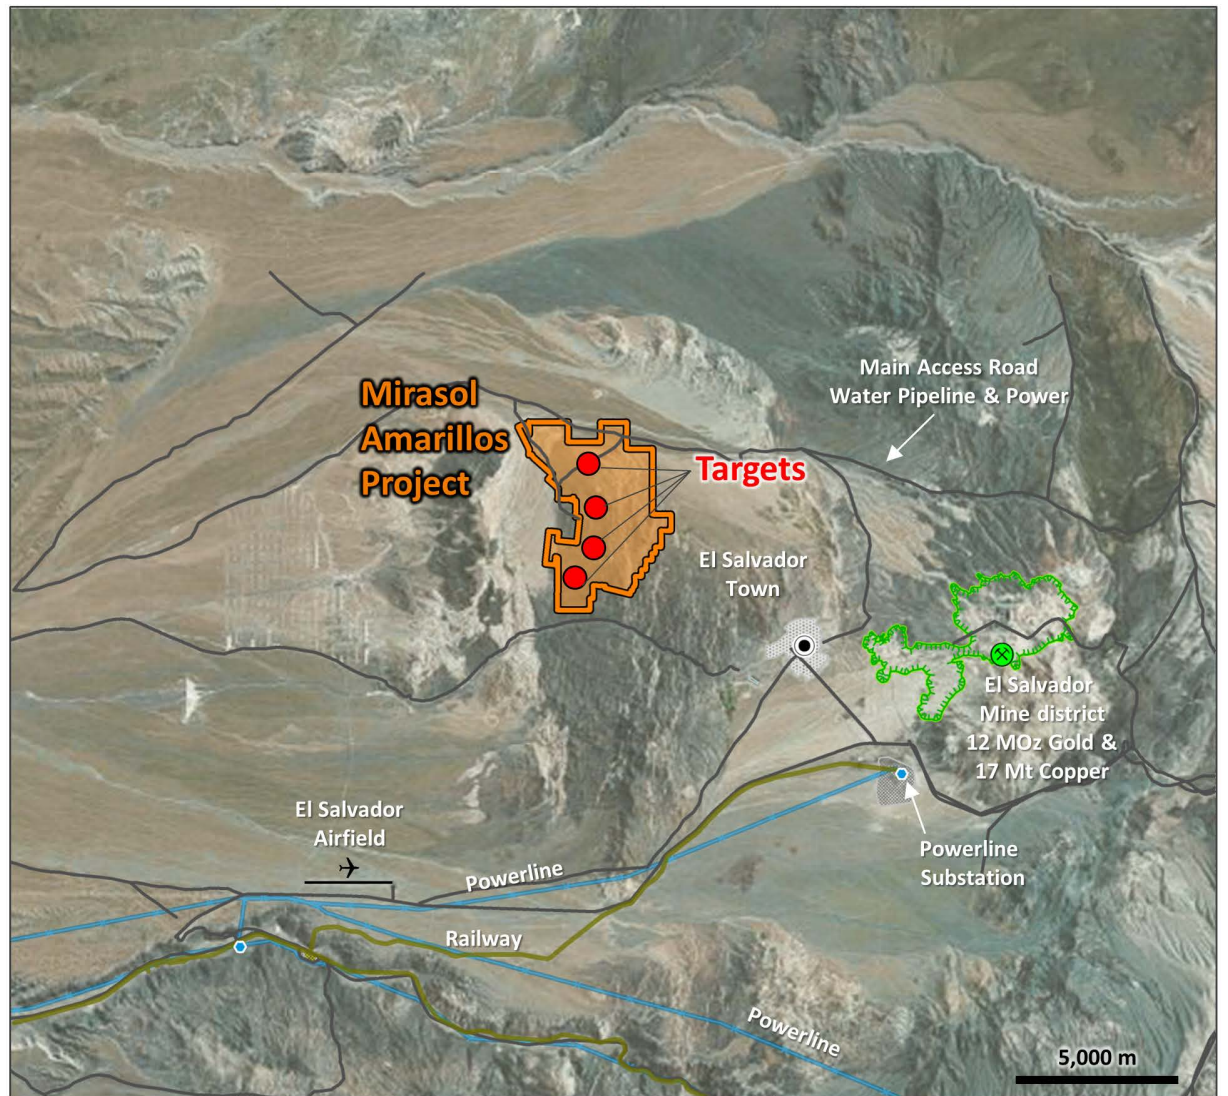 Main Access Road
Water Pipeline & Power
Mirasol
Amarillos
Project
Targets
El Salvador
Town
El Salvador
Mine district
12 MOz Gold &
17 Mt Copper
El Salvador
Airfield
Powerline
Powerline
Substation
Railway
Powerline
5,000 m